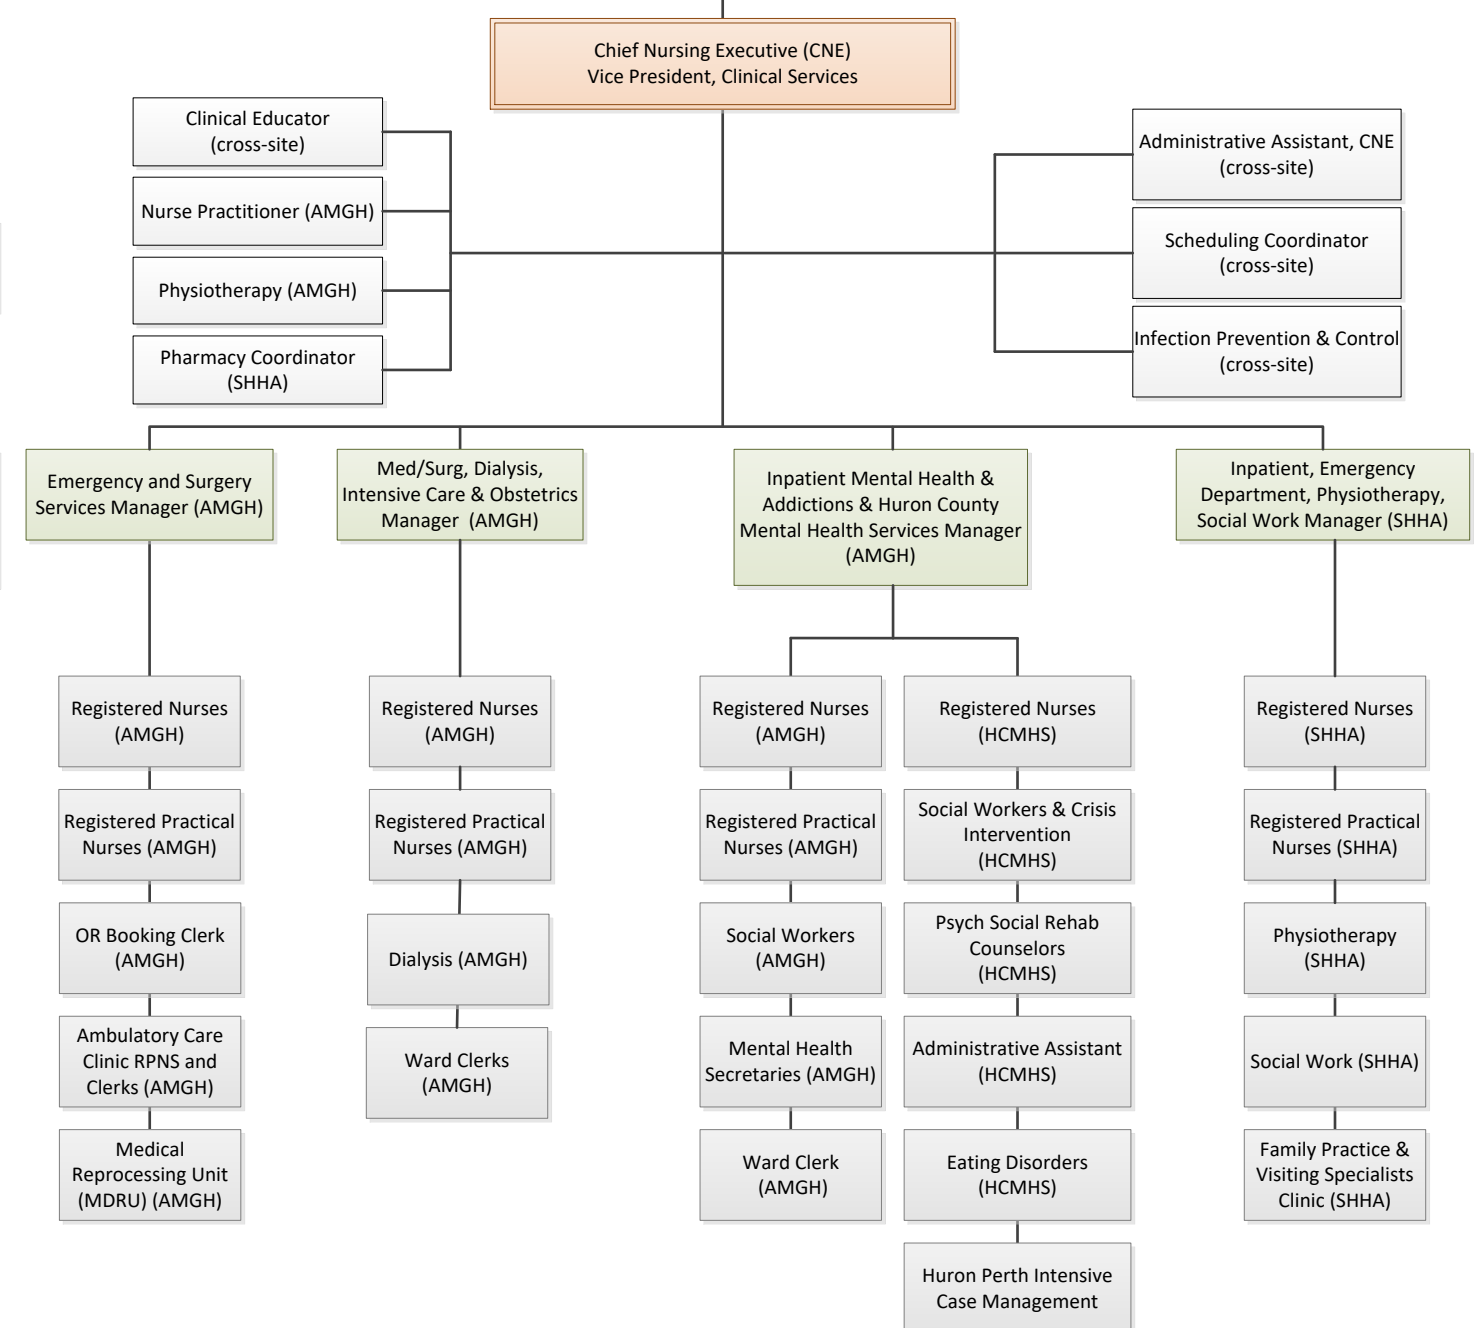 Chief Nursing Executive (CNE)
Vice President, Clinical Services
Clinical Educator
(cross-site)
Nurse Practitioner (AMGH)
Physiotherapy (AMGH)
Pharmacy Coordinator
(SHHA)
Administrative Assistant, CNE
(cross-site)
Scheduling Coordinator
(cross-site)
Infection Prevention & Control
(cross-site)
Emergency and Surgery
Services Manager (AMGH)
Med/Surg, Dialysis,
Intensive Care & Obstetrics
Manager (AMGH)
Inpatient Mental Health &
Addictions & Huron County
Mental Health Services Manager
(AMGH)
Inpatient, Emergency
Department, Physiotherapy,
Social Work Manager (SHHA)
Registered Nurses
(AMGH)
Registered Practical
Nurses (AMGH)
OR Booking Clerk
(AMGH)
Ambulatory Care
Clinic RPNS and
Clerks (AMGH)
Medical
Reprocessing Unit
(MDRU) (AMGH)
Registered Nurses
(AMGH)
Registered Practical
Nurses (AMGH)
Dialysis (AMGH)
Ward Clerks
(AMGH)
Registered Nurses
(AMGH)
Registered Practical
Nurses (AMGH)
Social Workers
(AMGH)
Mental Health
Secretaries (AMGH)
Ward Clerk
(AMGH)
Registered Nurses
(HCMHS)
Social Workers & Crisis
Intervention
(HCMHS)
Psych Social Rehab
Counselors
(HCMHS)
Administrative Assistant
(HCMHS)
Eating Disorders
(HCMHS)
Huron Perth Intensive
Case Management
Registered Nurses
(SHHA)
Registered Practical
Nurses (SHHA)
Physiotherapy
(SHHA)
Social Work (SHHA)
Family Practice &
Visiting Specialists
Clinic (SHHA)